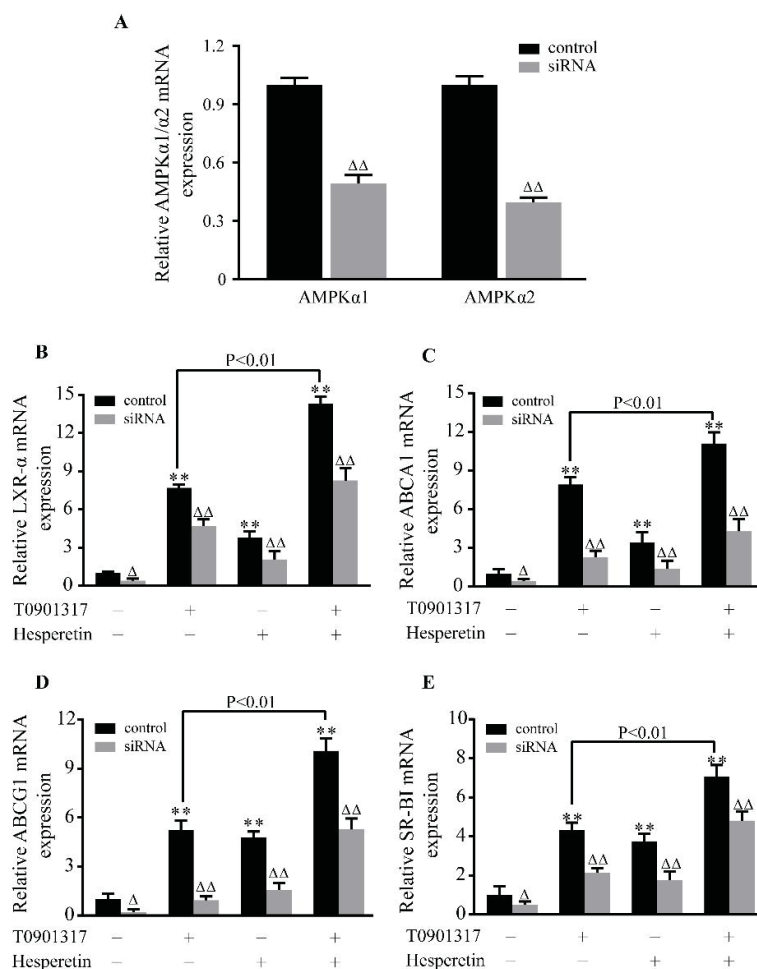 A
Relative AMPKα1/α2 mRNA
expression
1.2
0.9
0.6
0.3
0
control
siRNA
ΔΔ
ΔΔ
AMPKα1
AMPKα2
B
P<0.01
Relative LXR-α mRNA
expression
15
12
9
6
3
0
control
siRNA
Δ
**
ΔΔ
**
ΔΔ
**
ΔΔ
T0901317 – + – +
Hesperetin – – + +
C
P<0.01
Relative ABCA1 mRNA
expression
15
12
9
6
3
0
control
siRNA
Δ
**
ΔΔ
**
ΔΔ
**
ΔΔ
T0901317 – + – +
Hesperetin – – + +
D
P<0.01
Relative ABCG1 mRNA
expression
12
9
6
3
0
control
siRNA
Δ
**
ΔΔ
**
ΔΔ
**
ΔΔ
T0901317 – + – +
Hesperetin – – + +
E
P<0.01
Relative SR-BI mRNA
expression
10
8
6
4
2
0
control
siRNA
Δ
**
ΔΔ
**
ΔΔ
**
ΔΔ
T0901317 – + – +
Hesperetin – – + +